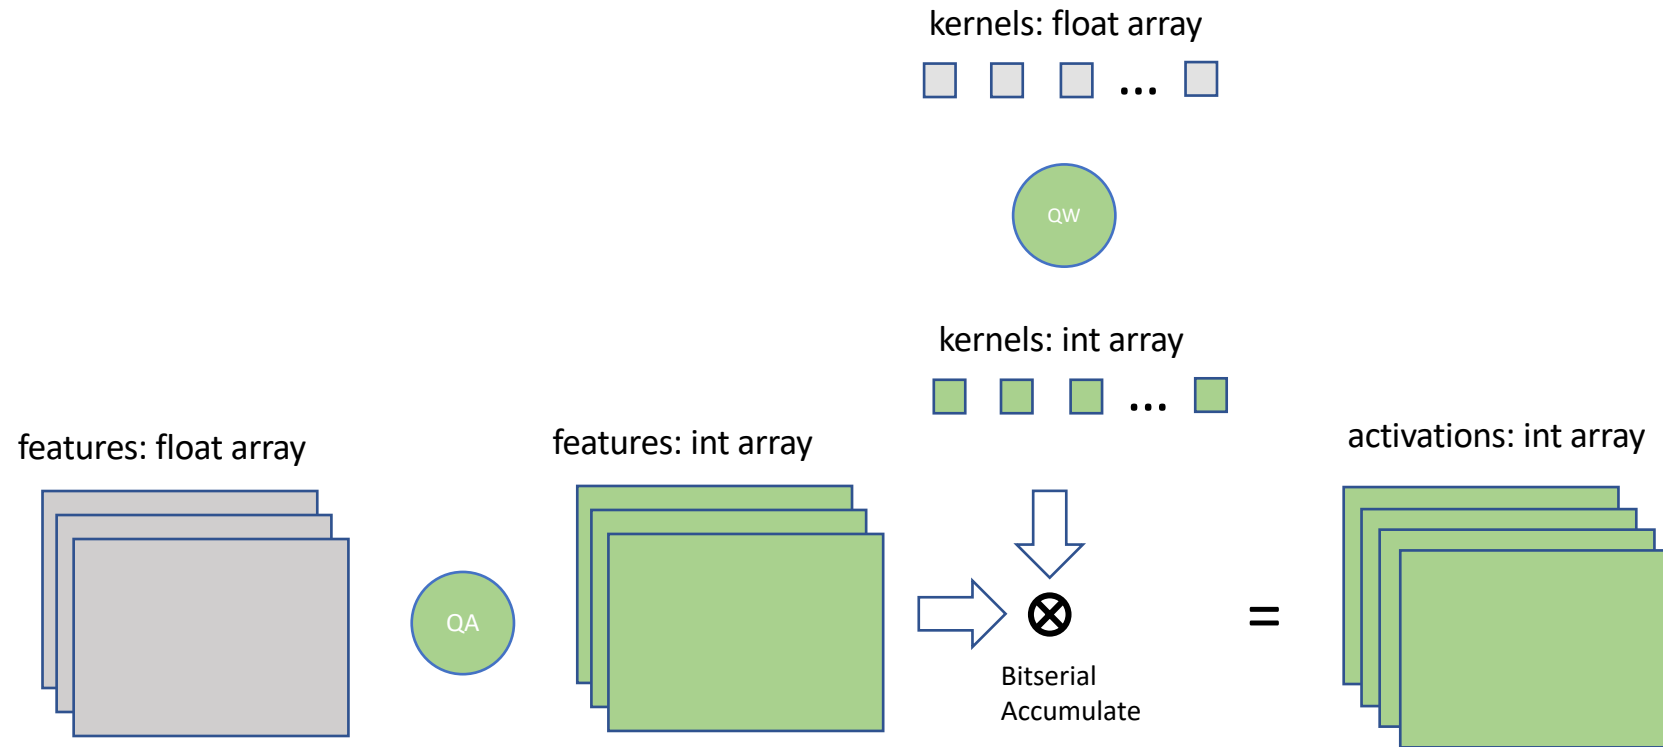 kernels: float array
...
QW
kernels: int array
...
features: float array
features: int array
activations: int array
QA
=
Bitserial
Accumulate